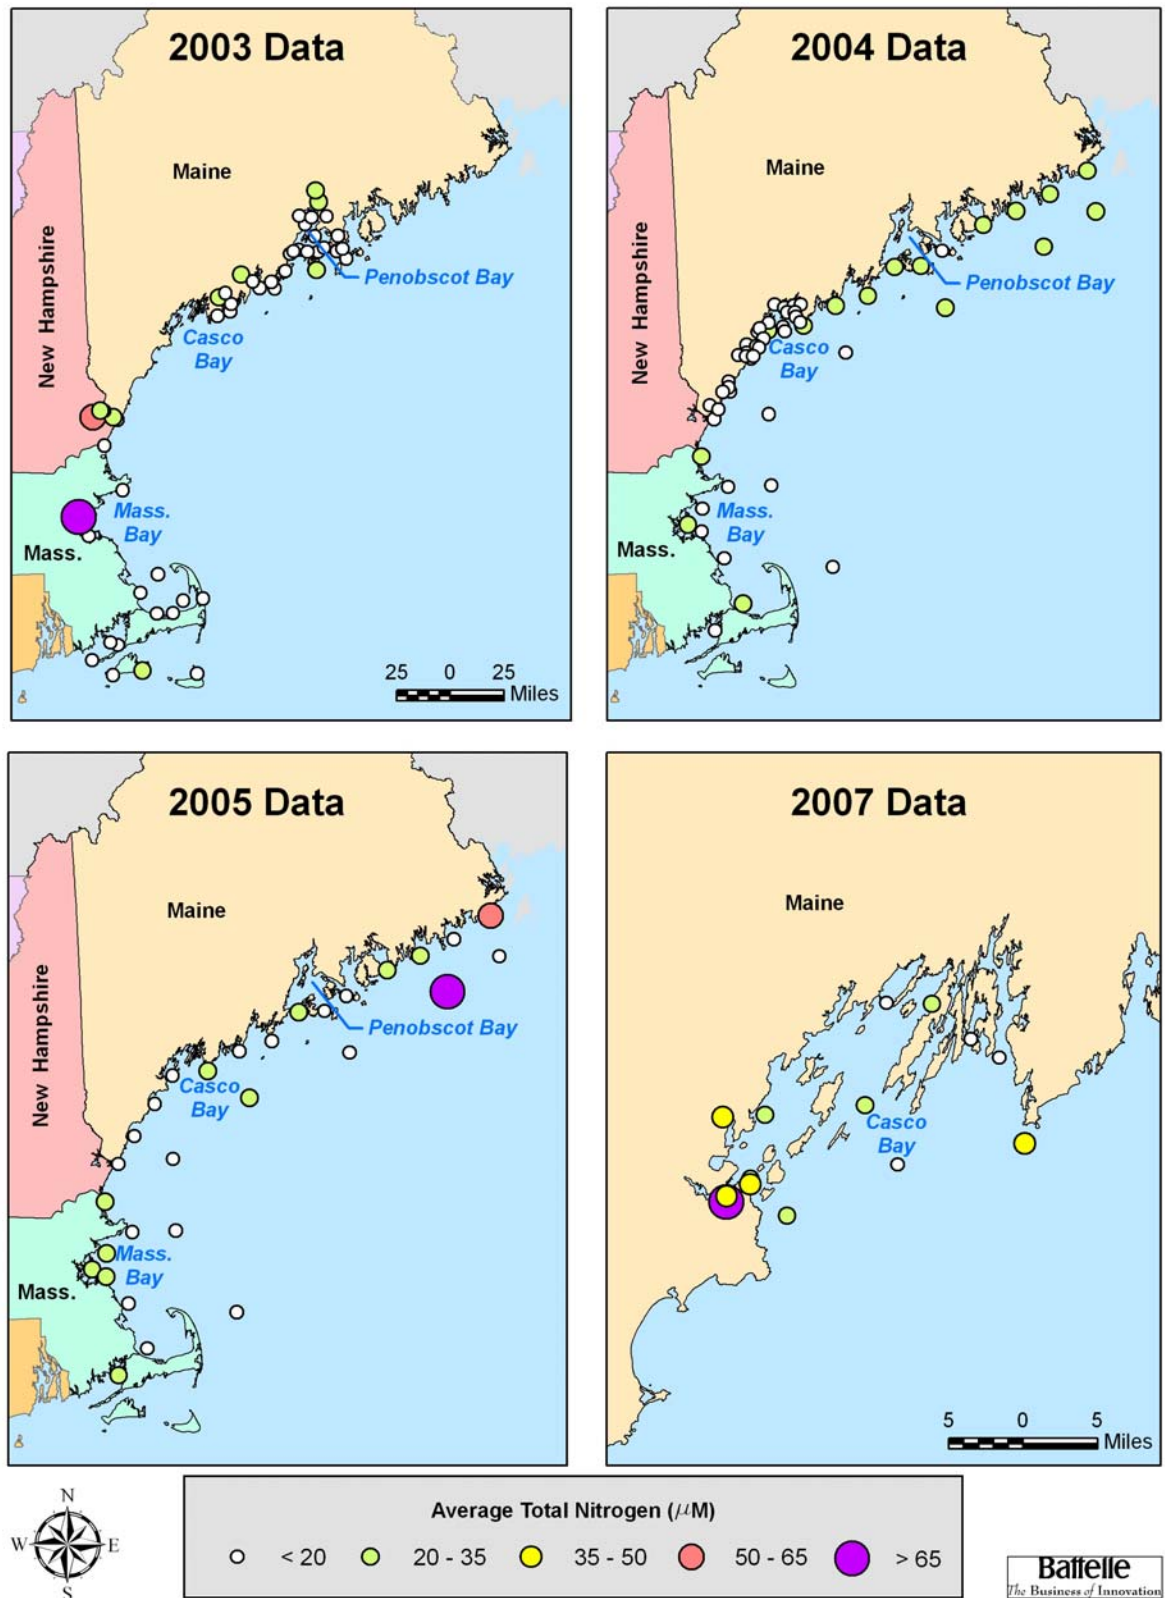 2003 Data
Maine
New Hampshire
Penobscot Bay
Casco
Bay
Mass.
Bay
Mass.
25 0 25
Miles
2004 Data
Maine
New Hampshire
Penobscot Bay
Casco
Bay
Mass.
Bay
Mass.
2005 Data
Maine
New Hampshire
Penobscot Bay
Casco
Bay
Mass.
Bay
Mass.
2007 Data
Maine
Casco
Bay
5 0 5
Miles
N
W E
S
Average Total Nitrogen (μM)
< 20 20 - 35 35 - 50 50 - 65 > 65
Battelle
The Business of Innovation